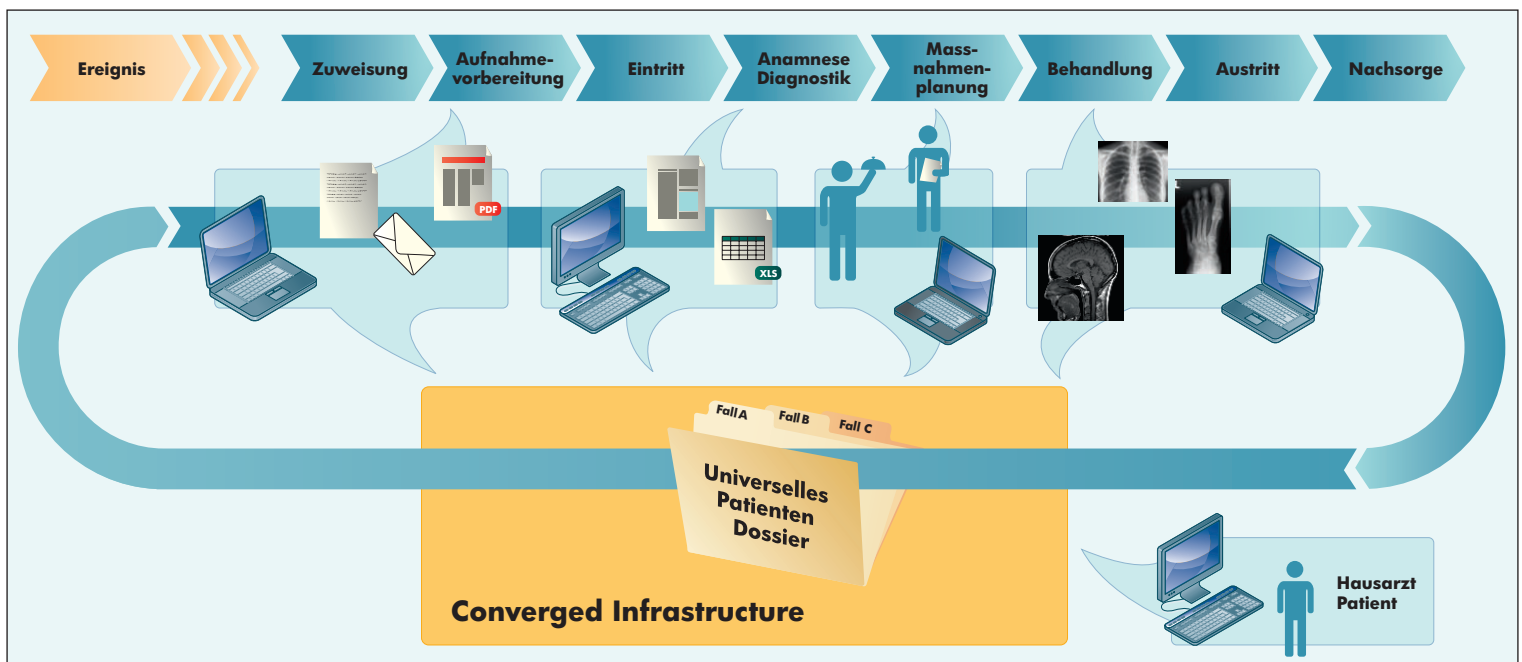 Ereignis
Zuweisung
Aufnahme-
vorbereitung
Eintritt
Anamnese
Diagnostik
Mass-
nahmen-
planung
Behandlung
Austritt
Nachsorge
PDF
XLS
Fall A
Fall B
Fall C
Universelles
Patienten
Dossier
Converged Infrastructure
Hausarzt
Patient